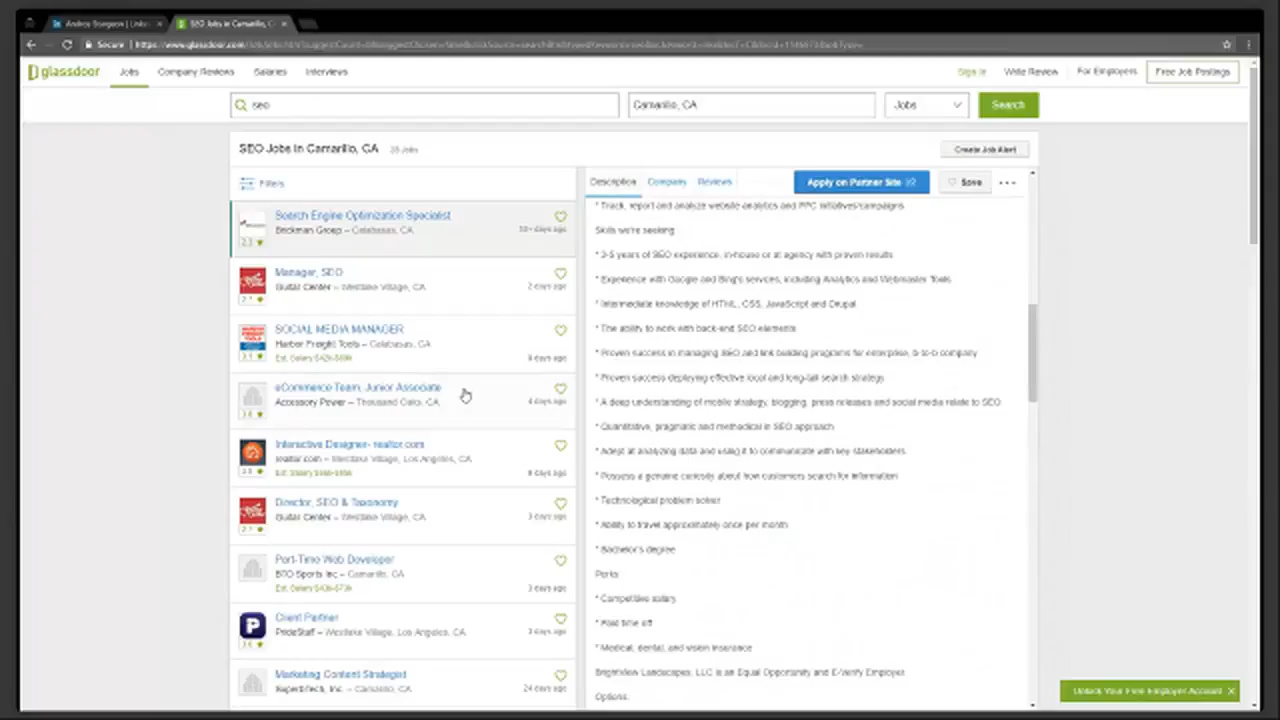 SEO Jobs in Camarillo, CA
Secure
glassdoor
Jobs
Company Reviews
Salaries
Interviews
Sign In
Write Review
For Employers
Free Job Postings
seo
Camarillo, CA
Jobs
Search
SEO Jobs in Camarillo, CA
Create Job Alert
Filters
Search Engine Optimization Specialist
Brickman Group – Calabasas, CA
30+ days ago
Manager, SEO
Guitar Center – Westlake Village, CA
2 days ago
SOCIAL MEDIA MANAGER
Harbor Freight Tools – Calabasas, CA
eCommerce Team, Junior Associate
Accessory Power – Thousand Oaks, CA
4 days ago
Interactive Designer- realtor.com
realtor.com – Westlake Village, Los Angeles, CA
Director, SEO & Taxonomy
Guitar Center – Westlake Village, CA
3 days ago
Part-Time Web Developer
BTO Sports Inc – Camarillo, CA
3 days ago
Client Partner
PrideStaff – Westlake Village, Los Angeles, CA
Marketing Content Strategist
24 days ago
Description
Company
Reviews
Apply on Partner Site
Save
* Track, report and analyze website analytics and PPC initiatives/campaigns
Skills we're seeking
* 2-5 years of SEO experience, in-house or at agency with proven results
* Experience with Google and Bing's services, including Analytics and Webmaster Tools
* Intermediate knowledge of HTML, CSS, JavaScript and Drupal
* The ability to work with back-end SEO elements
* Proven success in managing SEO and link building programs for enterprise, b-to-b company
* Proven success deploying effective local and long-tail search strategy
* A deep understanding of mobile strategy, blogging, press releases and social media relate to SEO
* Quantitative, pragmatic and methodical in SEO approach
* Adept at analyzing data and using it to communicate with key stakeholders
* Possess a genuine curiosity about how customers search for information
* Technological problem solver
* Ability to travel approximately once per month
* Bachelor's degree
Perks
* Competitive salary
* Paid time off
* Medical, dental, and vision insurance
BrightView Landscapes, LLC is an Equal Opportunity and E-Verify Employer.
Options
Unlock Your Free Employer Account